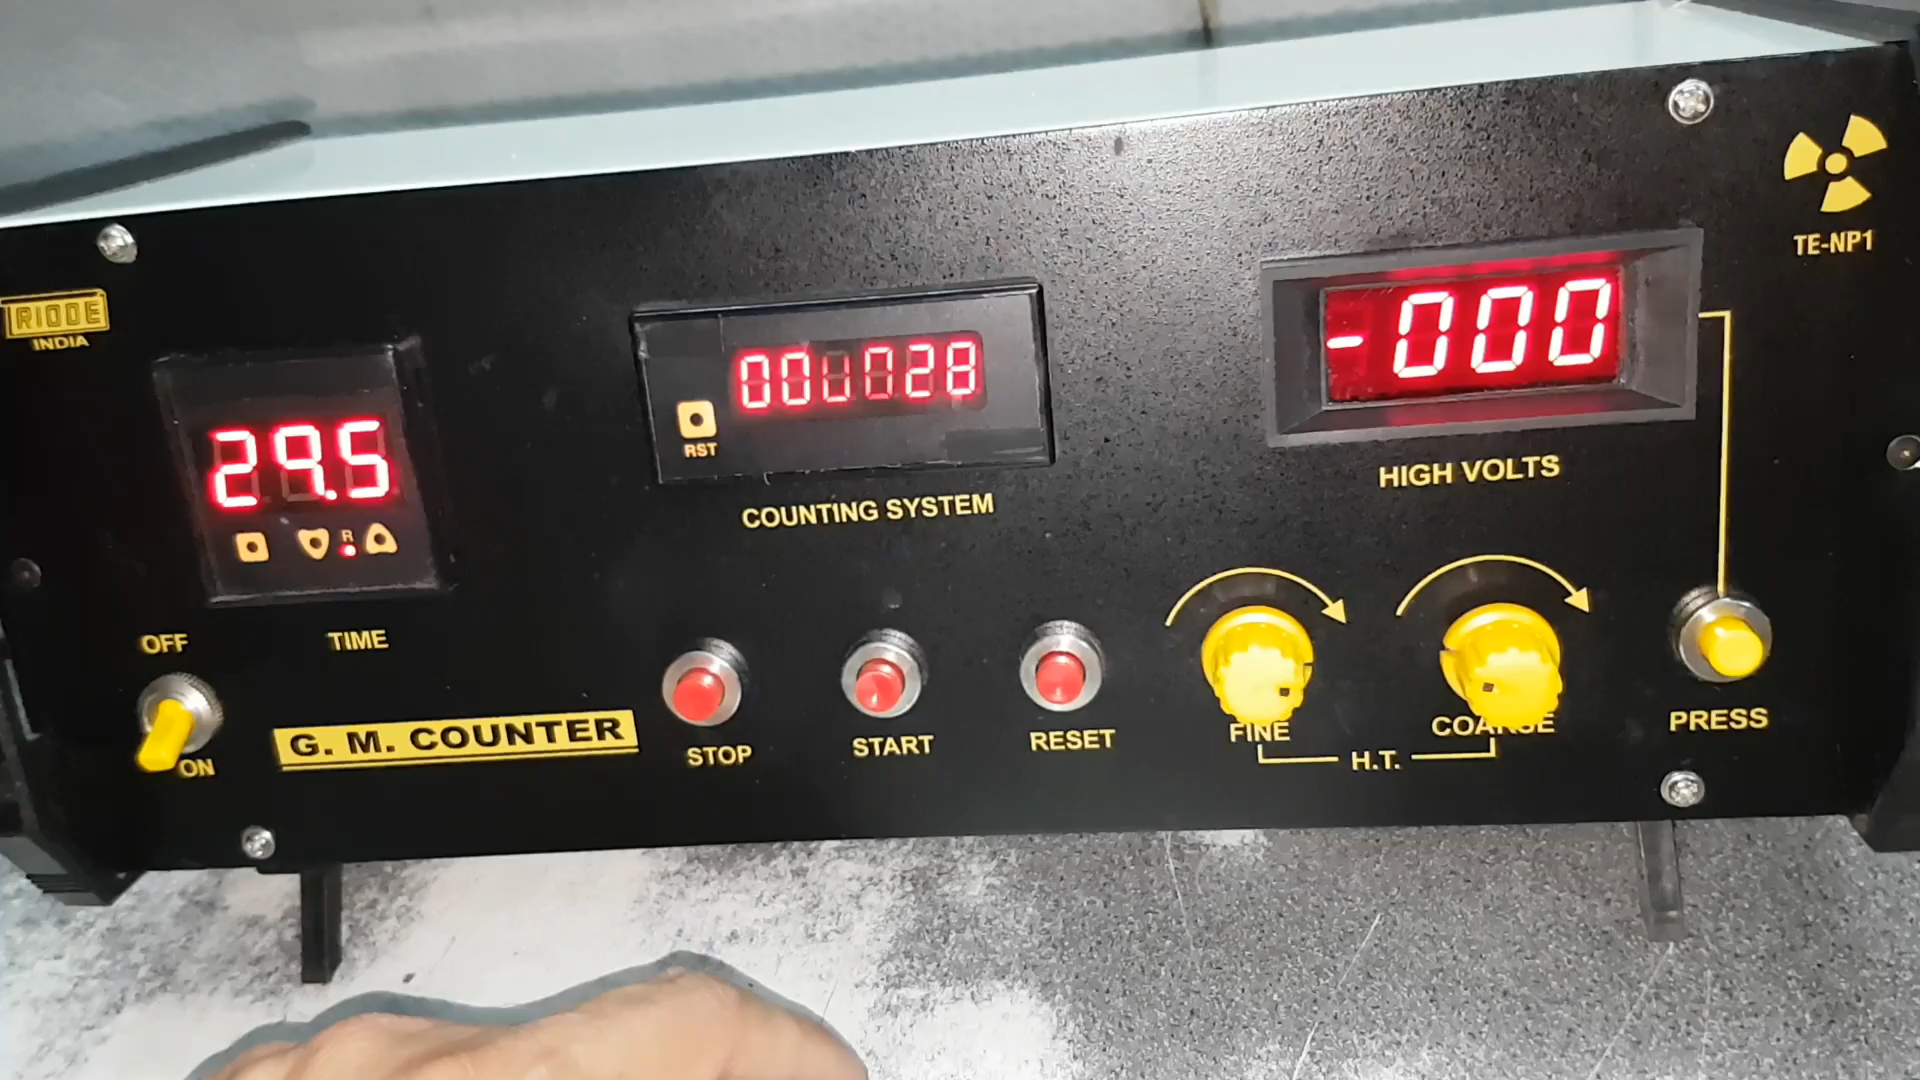 TE-NP1
RIODE
INDIA
-000
HIGH VOLTS
RST
COUNTING SYSTEM
29.5
R
TIME
OFF
ON
G. M. COUNTER
STOP
START
RESET
FINE
COARSE
H.T.
PRESS